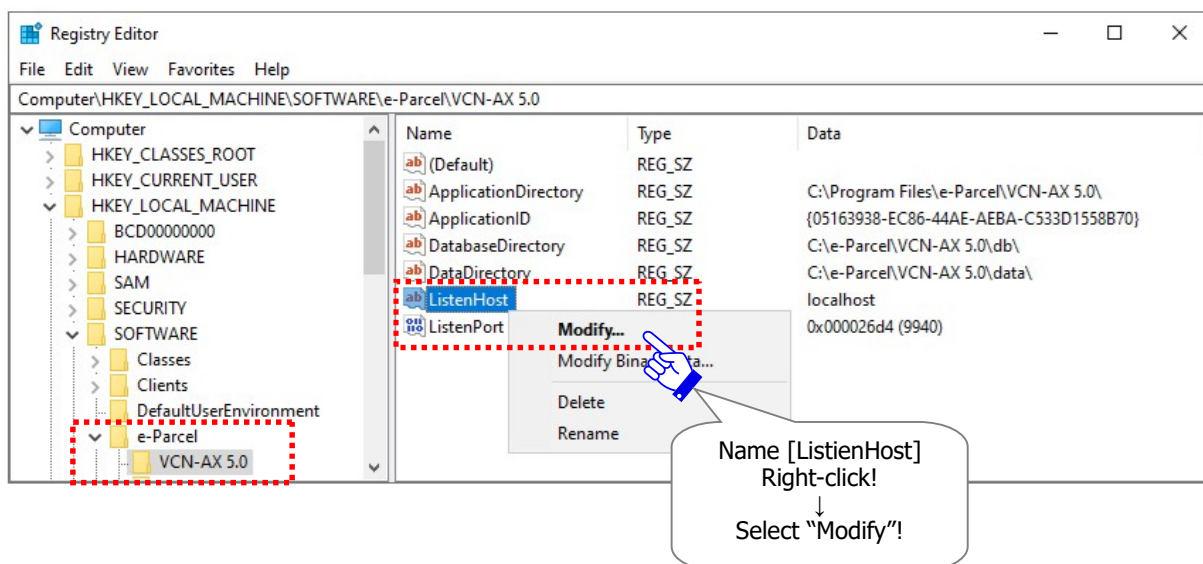 Registry Editor
File Edit View Favorites Help
Computer\HKEY_LOCAL_MACHINE\SOFTWARE\e-Parcel\VCN-AX 5.0
Computer
HKEY_CLASSES_ROOT
HKEY_CURRENT_USER
HKEY_LOCAL_MACHINE
BCD00000000
HARDWARE
SAM
SECURITY
SOFTWARE
Classes
Clients
DefaultUserEnvironment
e-Parcel
VCN-AX 5.0
Name Type Data
(Default) REG_SZ
ApplicationDirectory REG_SZ C:\Program Files\e-Parcel\VCN-AX 5.0\
ApplicationID REG_SZ {05163938-EC86-44AE-AEBA-C533D1558B70}
DatabaseDirectory REG_SZ C:\e-Parcel\VCN-AX 5.0\db\
DataDirectory REG_SZ C:\e-Parcel\VCN-AX 5.0\data\
ListenHost REG_SZ localhost
ListenPort 0x000026d4 (9940)
Modify...
Modify
Delete
Rename
Name [ListienHost]
Right-click!
↓
Select “Modify”!